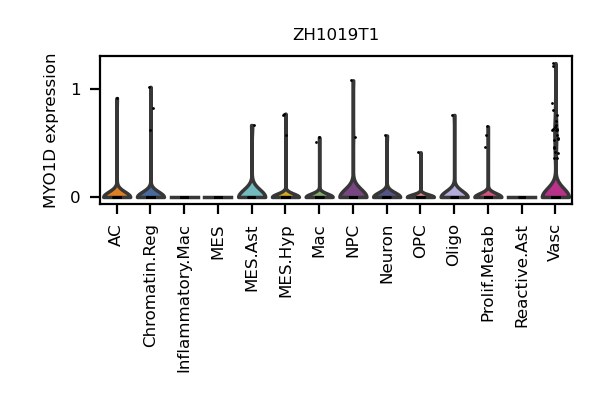 ZH1019T1
MYO1D expression
1
0
AC
Chromatin.Reg
Inflammatory.Mac
MES
MES.Ast
MES.Hyp
Mac
NPC
Neuron
OPC
Oligo
Prolif.Metab
Reactive.Ast
Vasc